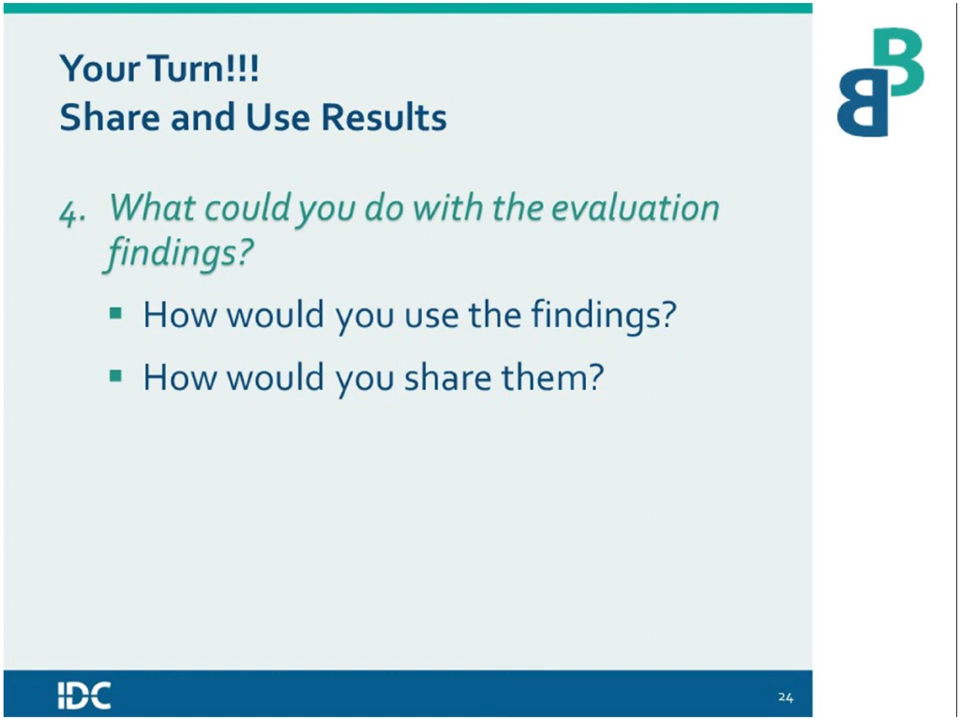 Your Turn!!!
Share and Use Results
4. What could you do with the evaluation
findings?
▪ How would you use the findings?
▪ How would you share them?
B
B
IDC
24